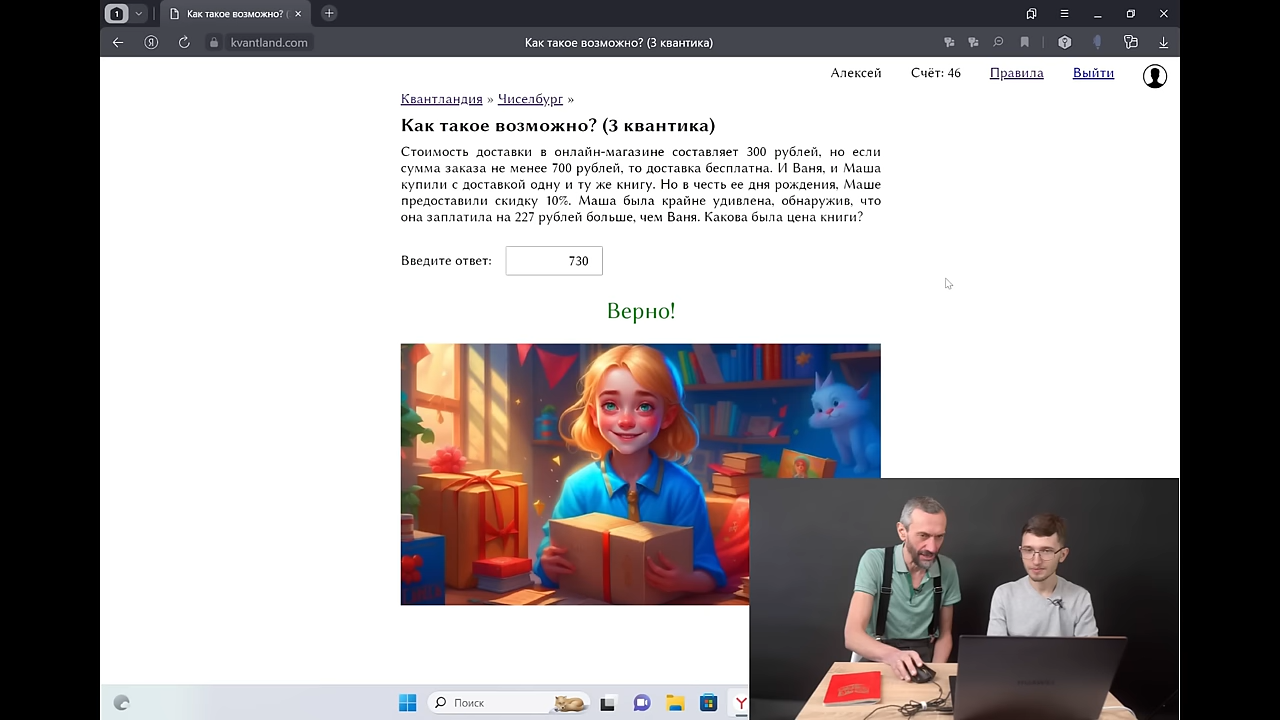 1
Как такое возможно? (
kvantland.com
Как такое возможно? (3 квантика)
Алексей Счёт: 46 Правила Выйти
Квантландия » Чиселбург »
Как такое возможно? (3 квантика)
Стоимость доставки в онлайн-магазине составляет 300 рублей, но если
сумма заказа не менее 700 рублей, то доставка бесплатна. И Ваня, и Маша
купили с доставкой одну и ту же книгу. Но в честь ее дня рождения, Маше
предоставили скидку 10%. Маша была крайне удивлена, обнаружив, что
она заплатила на 227 рублей больше, чем Ваня. Какова была цена книги?
Введите ответ: 730
Верно!
Поиск